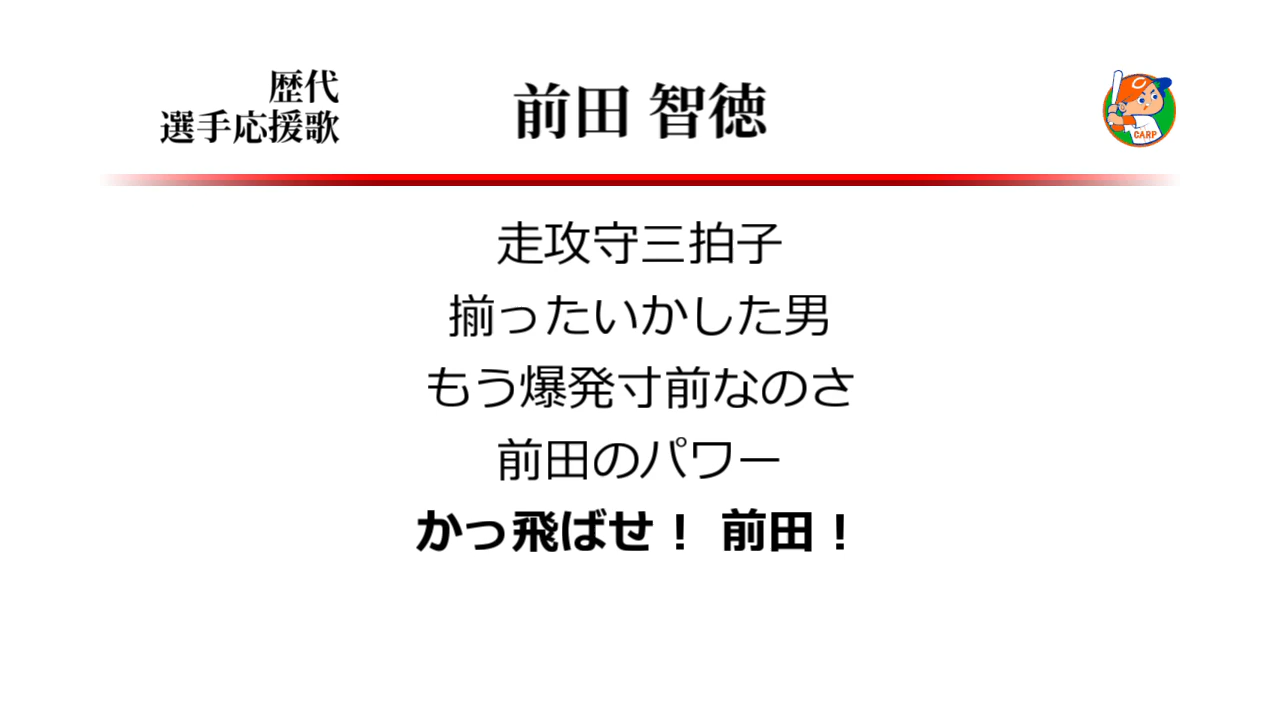 歴代
選手応援歌
前田 智徳
CARP
走攻守三拍子
揃ったいかした男
もう爆発寸前なのさ
前田のパワー
かっ飛ばせ！ 前田！